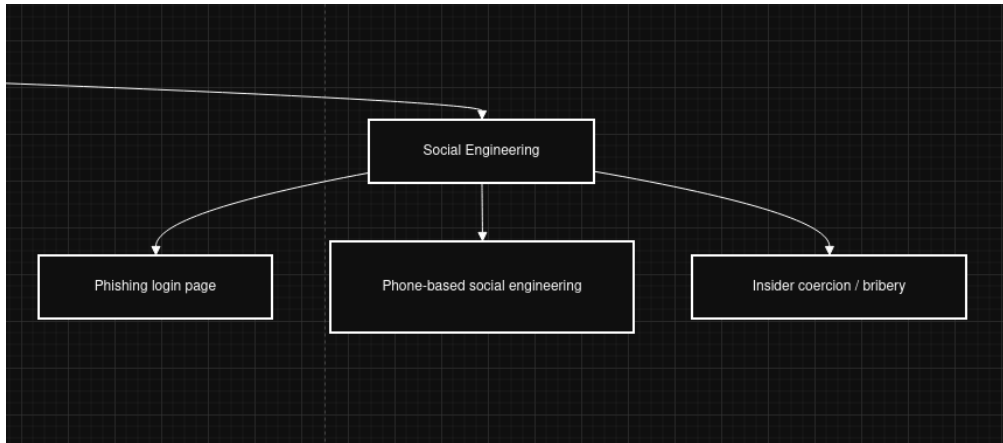 Social Engineering
Phishing login page
Phone-based social engineering
Insider coercion / bribery